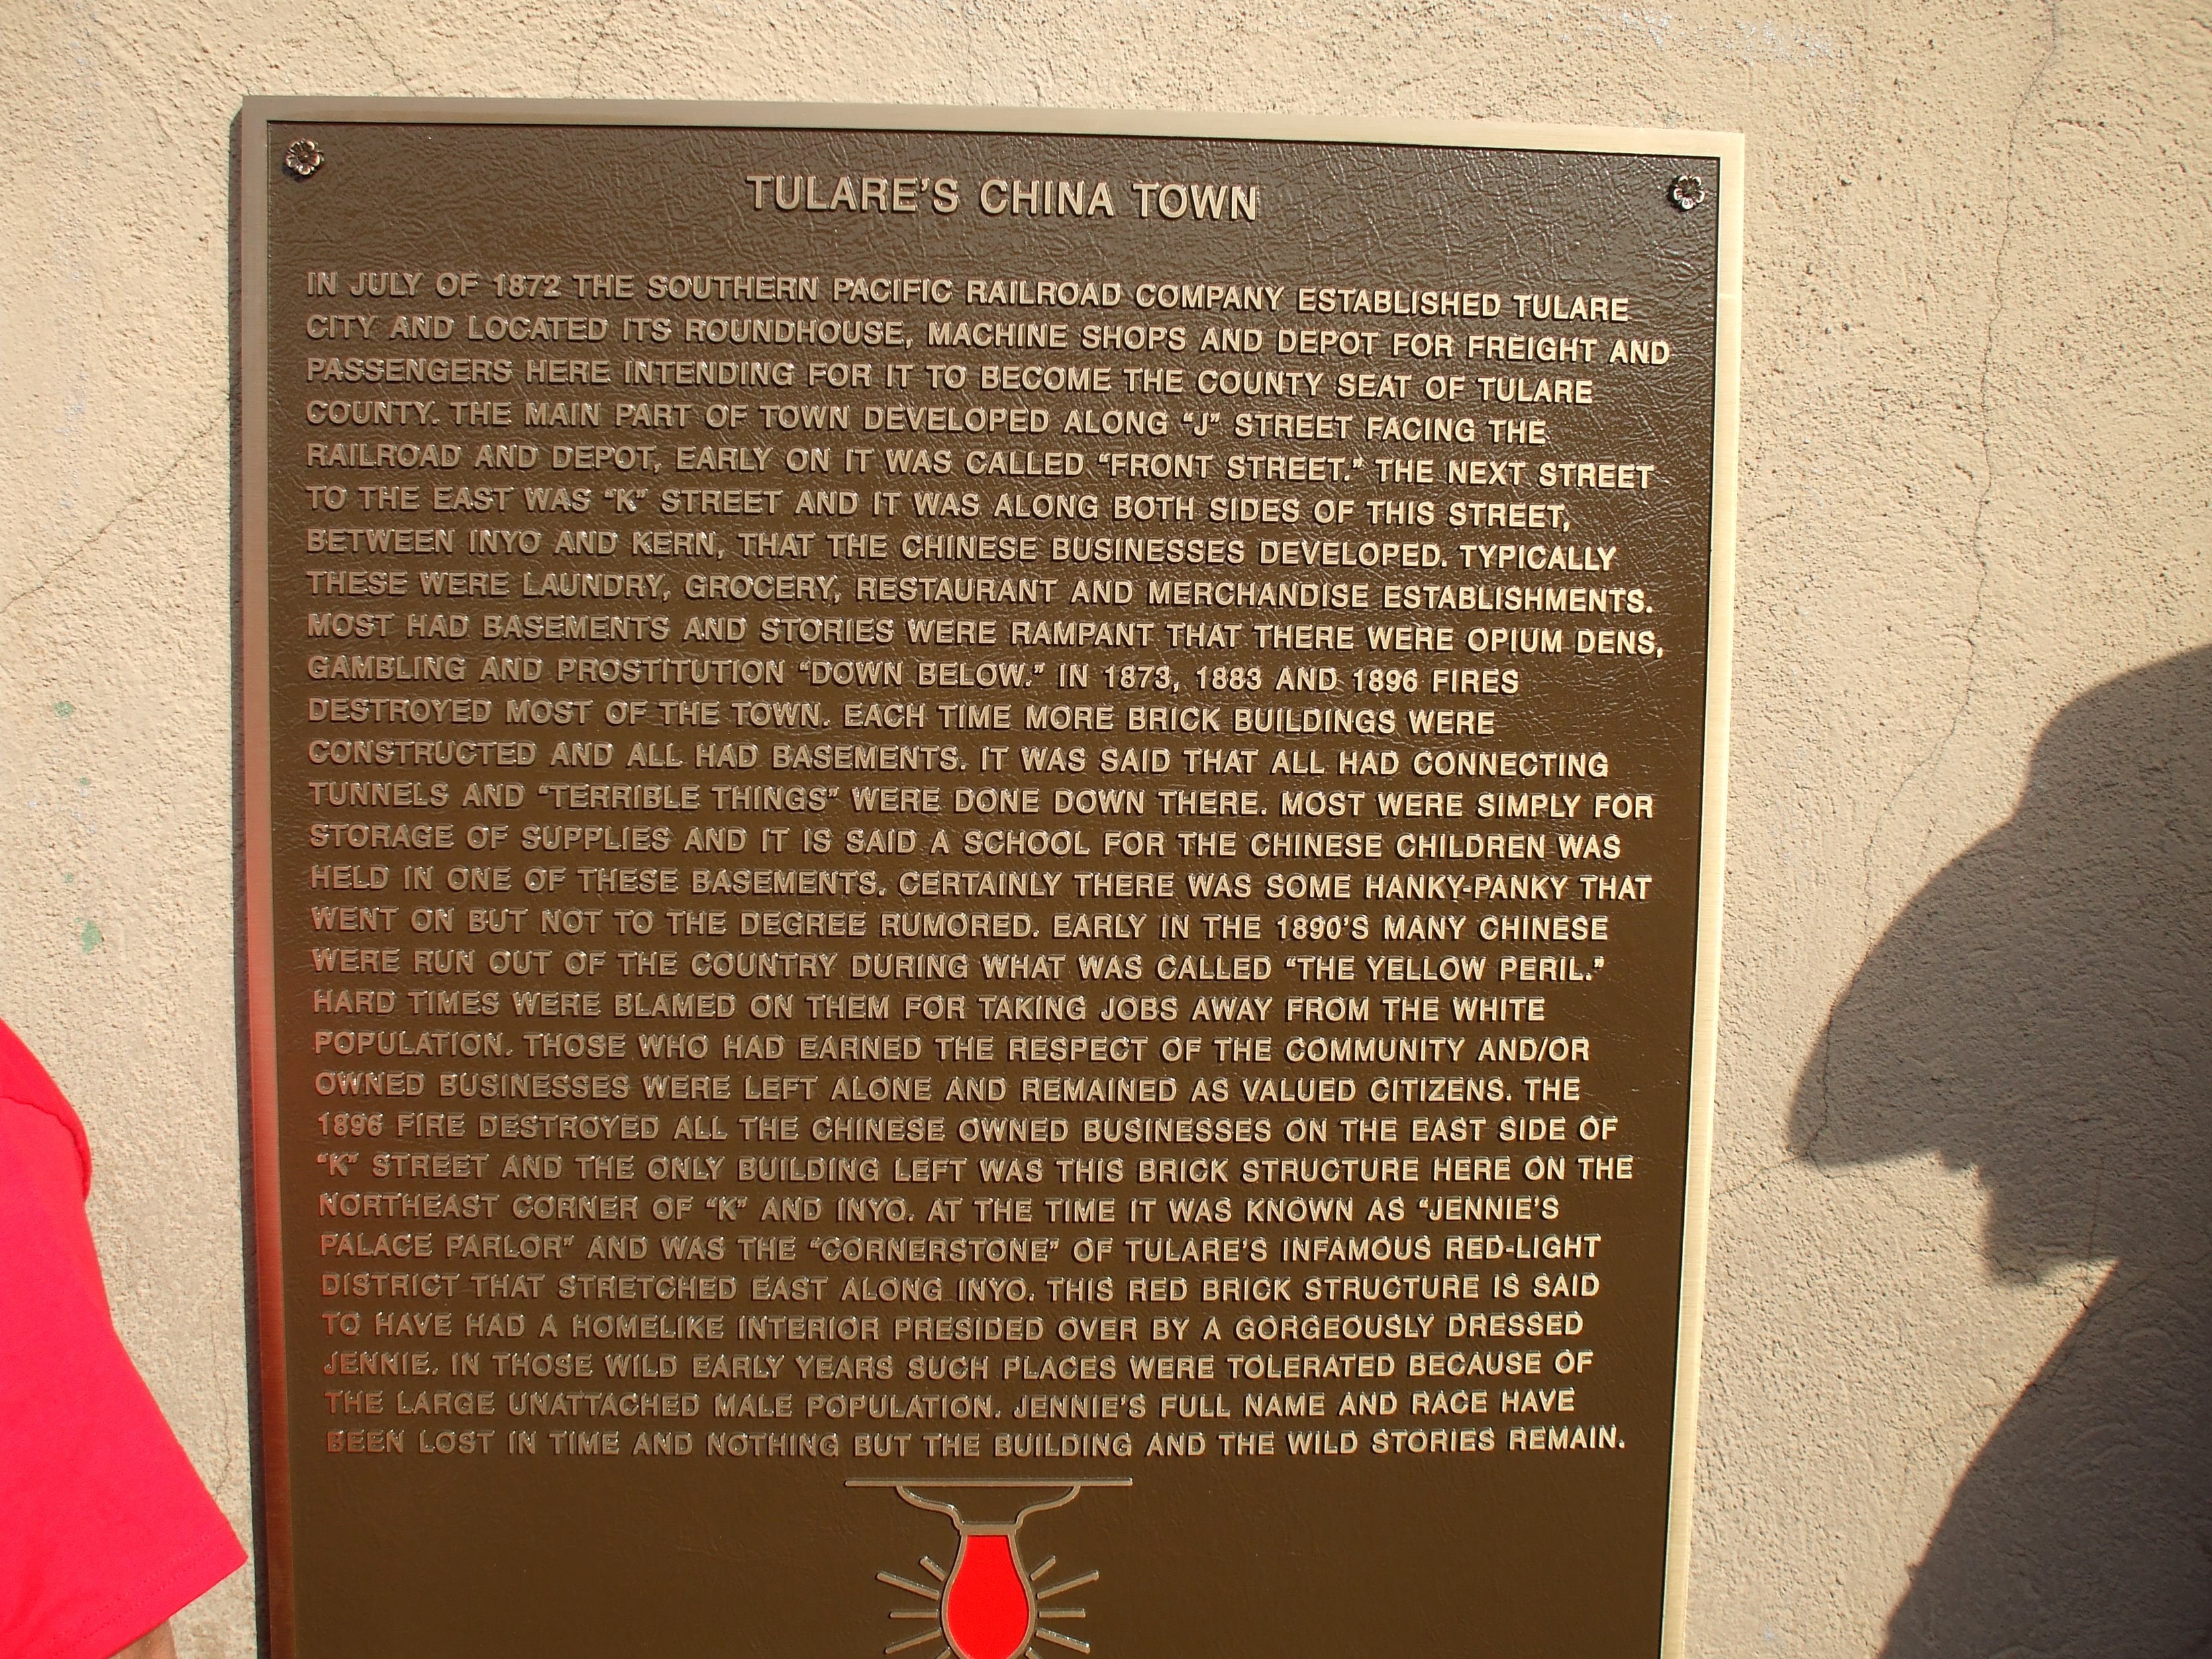 TULARE'S CHINA TOWN
IN JULY OF 1872 THE SOUTHERN PACIFIC RAILROAD COMPANY ESTABLISHED TULARE
CITY AND LOCATED ITS ROUNDHOUSE, MACHINE SHOPS AND DEPOT FOR FREIGHT AND
PASSENGERS HERE INTENDING FOR IT TO BECOME THE COUNTY SEAT OF TULARE
COUNTY. THE MAIN PART OF TOWN DEVELOPED ALONG "J" STREET FACING THE
RAILROAD AND DEPOT, EARLY ON IT WAS CALLED "FRONT STREET." THE NEXT STREET
TO THE EAST WAS "K" STREET AND IT WAS ALONG BOTH SIDES OF THIS STREET,
BETWEEN INYO AND KERN, THAT THE CHINESE BUSINESSES DEVELOPED. TYPICALLY
THESE WERE LAUNDRY, GROCERY, RESTAURANT AND MERCHANDISE ESTABLISHMENTS.
MOST HAD BASEMENTS AND STORIES WERE RAMPANT THAT THERE WERE OPIUM DENS,
GAMBLING AND PROSTITUTION "DOWN BELOW." IN 1873, 1883 AND 1896 FIRES
DESTROYED MOST OF THE TOWN. EACH TIME MORE BRICK BUILDINGS WERE
CONSTRUCTED AND ALL HAD BASEMENTS. IT WAS SAID THAT ALL HAD CONNECTING
TUNNELS AND "TERRIBLE THINGS" WERE DONE DOWN THERE. MOST WERE SIMPLY FOR
STORAGE OF SUPPLIES AND IT IS SAID A SCHOOL FOR THE CHINESE CHILDREN WAS
HELD IN ONE OF THESE BASEMENTS. CERTAINLY THERE WAS SOME HANKY-PANKY THAT
WENT ON BUT NOT TO THE DEGREE RUMORED. EARLY IN THE 1890'S MANY CHINESE
WERE RUN OUT OF THE COUNTRY DURING WHAT WAS CALLED "THE YELLOW PERIL."
HARD TIMES WERE BLAMED ON THEM FOR TAKING JOBS AWAY FROM THE WHITE
POPULATION. THOSE WHO HAD EARNED THE RESPECT OF THE COMMUNITY AND/OR
OWNED BUSINESSES WERE LEFT ALONE AND REMAINED AS VALUED CITIZENS. THE
1896 FIRE DESTROYED ALL THE CHINESE OWNED BUSINESSES ON THE EAST SIDE OF
"K" STREET AND THE ONLY BUILDING LEFT WAS THIS BRICK STRUCTURE HERE ON THE
NORTHEAST CORNER OF "K" AND INYO. AT THE TIME IT WAS KNOWN AS "JENNIE'S
PALACE PARLOR" AND WAS THE "CORNERSTONE" OF TULARE'S INFAMOUS RED-LIGHT
DISTRICT THAT STRETCHED EAST ALONG INYO. THIS RED BRICK STRUCTURE IS SAID
TO HAVE HAD A HOMELIKE INTERIOR PRESIDED OVER BY A GORGEOUSLY DRESSED
JENNIE. IN THOSE WILD EARLY YEARS SUCH PLACES WERE TOLERATED BECAUSE OF
THE LARGE UNATTACHED MALE POPULATION. JENNIE'S FULL NAME AND RACE HAVE
BEEN LOST IN TIME AND NOTHING BUT THE BUILDING AND THE WILD STORIES REMAIN.